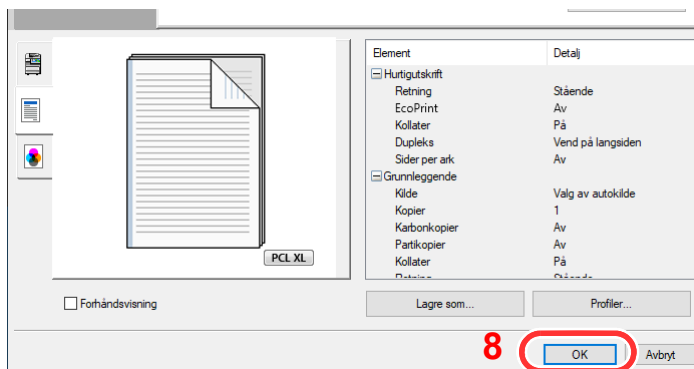 Element Detalj
Hurtigutskrift
Retning Stående
EcoPrint Av
Kollater På
Dupleks Vend på langsiden
Sider per ark Av
Grunnleggende
Kilde Valg av autokilde
Kopier 1
Karbonkopier Av
Partikopier Av
Kollater På
Retning Stående
PCL XL
Forhåndsvisning
Lagre som... Profiler...
8 OK Avbryt